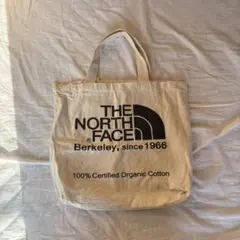 THE
NORTH
FACE
Berkeley, since 1966
100% Certified Organic Cotton